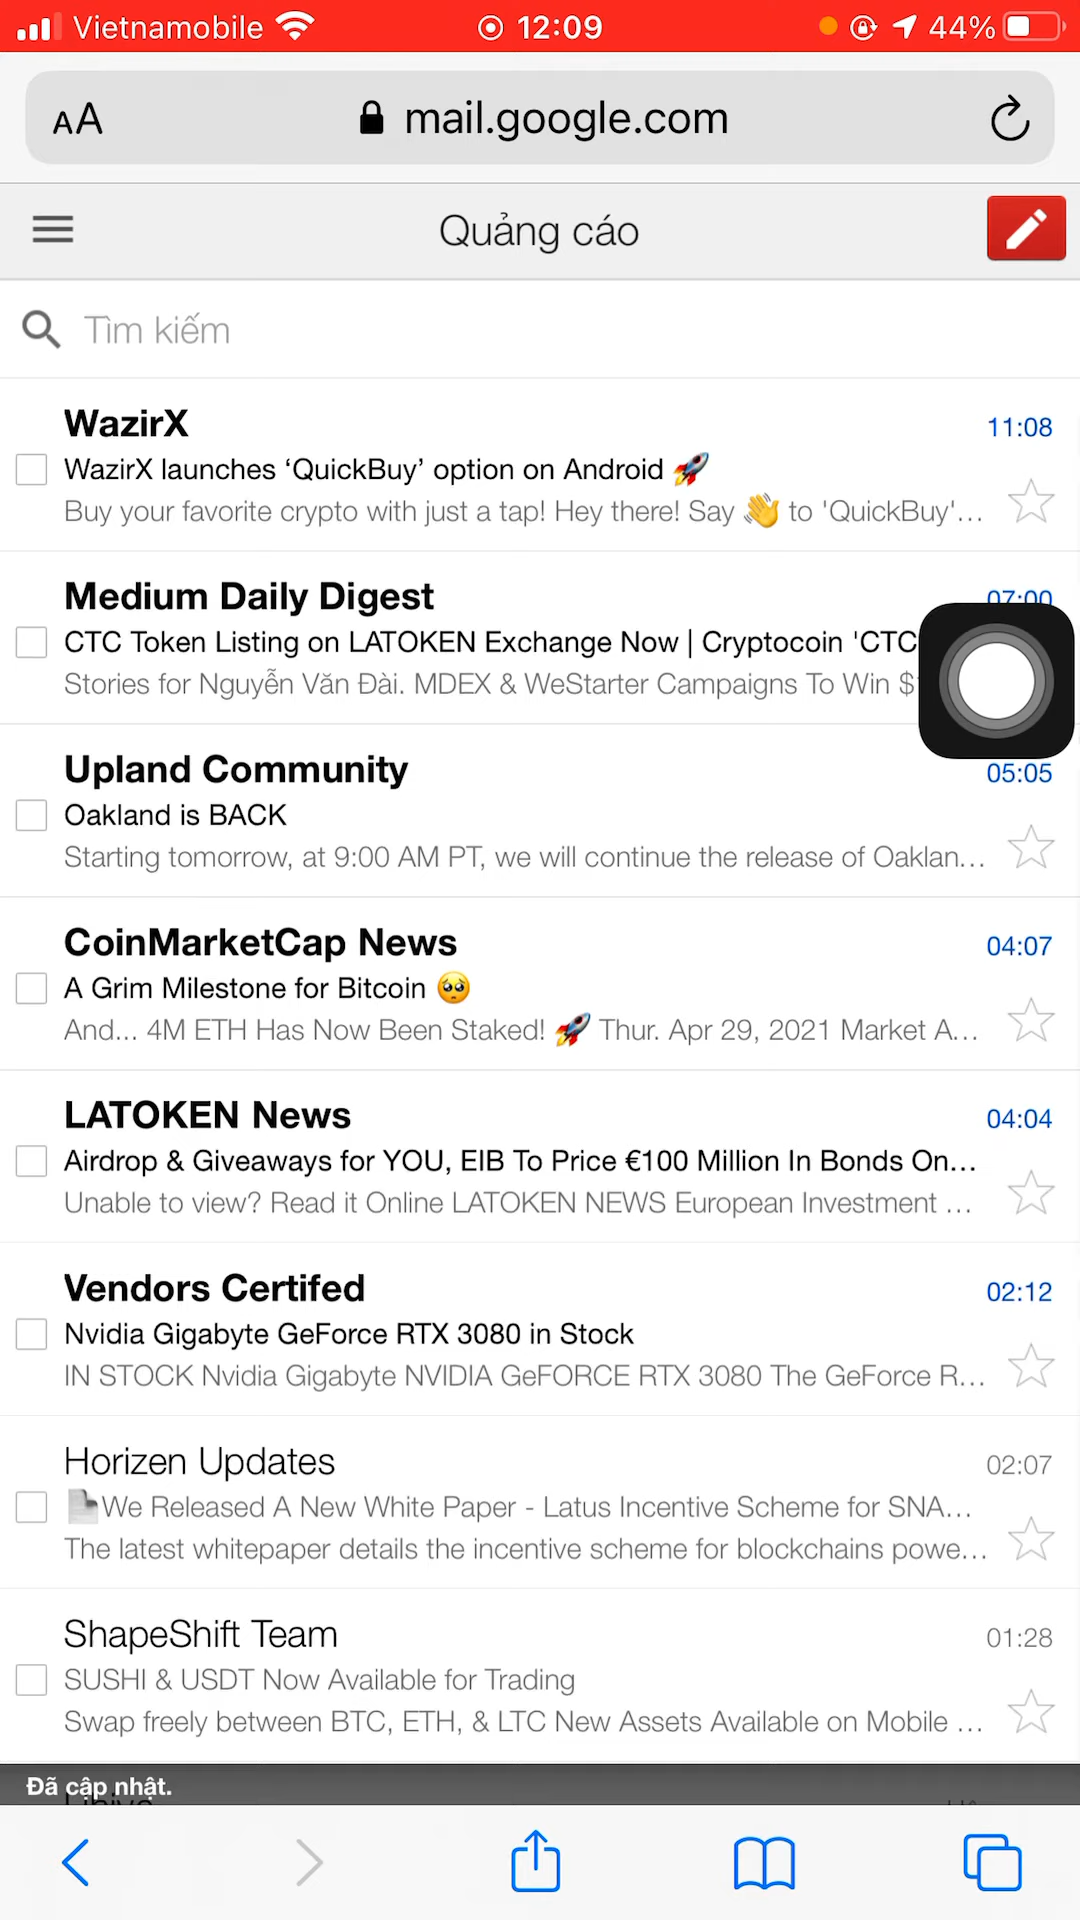 Vietnamobile 12:09 44%
AA mail.google.com
Quảng cáo
Tìm kiếm
WazirX 11:08
WazirX launches ‘QuickBuy’ option on Android 🚀
Buy your favorite crypto with just a tap! Hey there! Say 👋 to 'QuickBuy'...
Medium Daily Digest 07:00
CTC Token Listing on LATOKEN Exchange Now | Cryptocoin 'CTC
Stories for Nguyễn Văn Đài. MDEX & WeStarter Campaigns To Win
Upland Community 05:05
Oakland is BACK
Starting tomorrow, at 9:00 AM PT, we will continue the release of Oaklan...
CoinMarketCap News 04:07
A Grim Milestone for Bitcoin 🥺
And... 4M ETH Has Now Been Staked! 🚀 Thur. Apr 29, 2021 Market A...
LATOKEN News 04:04
Airdrop & Giveaways for YOU, EIB To Price €100 Million In Bonds On...
Unable to view? Read it Online LATOKEN NEWS European Investment ...
Vendors Certifed 02:12
Nvidia Gigabyte GeForce RTX 3080 in Stock
IN STOCK Nvidia Gigabyte NVIDIA GeFORCE RTX 3080 The GeForce R...
Horizen Updates 02:07
We Released A New White Paper - Latus Incentive Scheme for SNA...
The latest whitepaper details the incentive scheme for blockchains powe...
ShapeShift Team 01:28
SUSHI & USDT Now Available for Trading
Swap freely between BTC, ETH, & LTC New Assets Available on Mobile ...
Đã cập nhật.